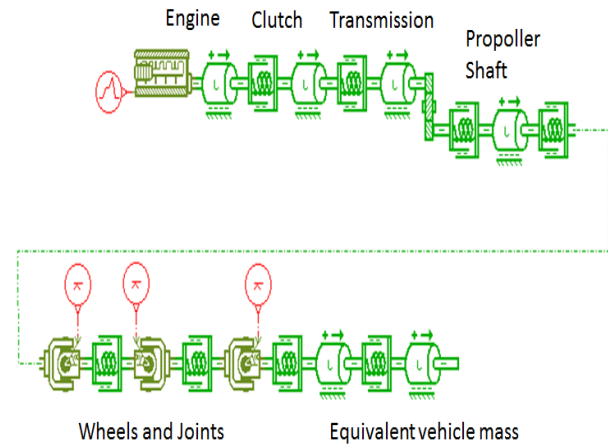 Engine Clutch Transmission
Propoller
Shaft
Wheels and Joints Equivalent vehicle mass